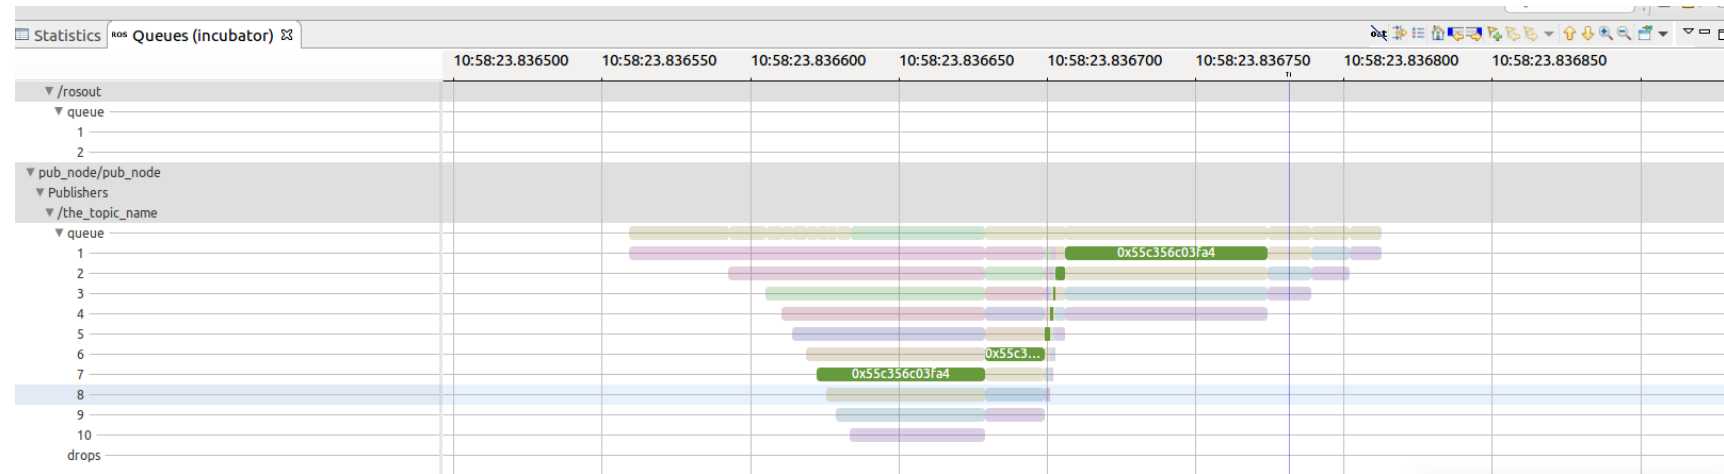 Statistics ROS Queues (incubator)
10:58:23.836500 10:58:23.836550 10:58:23.836600 10:58:23.836650 10:58:23.836700 10:58:23.836750 10:58:23.836800 10:58:23.836850
/rosout
queue
1
2
pub_node/pub_node
Publishers
/the_topic_name
queue
1 0x55c356c03fa4
2
3
4
5
6 0x55c3...
7 0x55c356c03fa4
8
9
10
drops